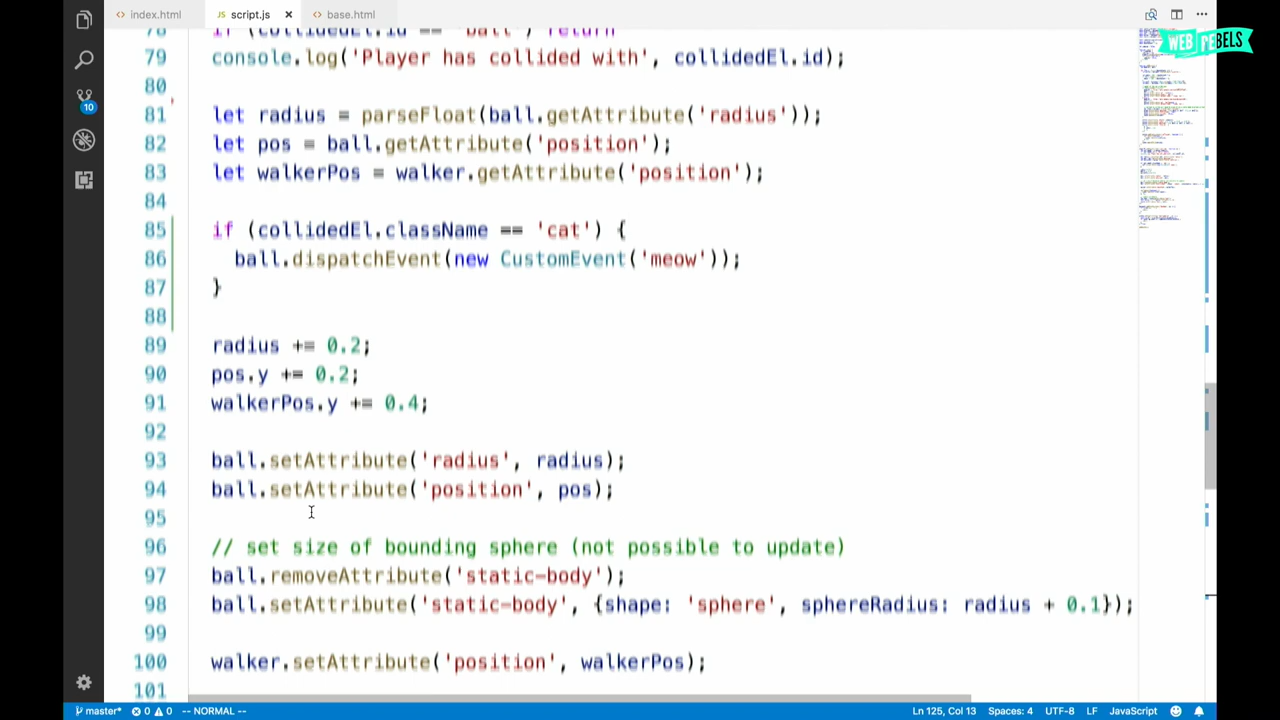 index.html
script.js
base.html
WEB REBELS
10
79 console.log('Player has collided with', collidedEl.id);
80
81 let radius = parseFloat(ball.getAttribute('radius'));
82 let pos = ball.getAttribute('position');
83 let walkerPos = walker.getAttribute('position');
84
85 if (collidedEl.className == 'cat') {
86 ball.dispatchEvent(new CustomEvent('meow'));
87 }
88
89 radius += 0.2;
90 pos.y += 0.2;
91 walkerPos.y += 0.4;
92
93 ball.setAttribute('radius', radius);
94 ball.setAttribute('position', pos);
95
96 // set size of bounding sphere (not possible to update)
97 ball.removeAttribute('static-body');
98 ball.setAttribute('static-body', {shape: 'sphere', sphereRadius: radius + 0.1});
99
100 walker.setAttribute('position', walkerPos);
101
master* 0 0 -- NORMAL -- Ln 125, Col 13 Spaces: 4 UTF-8 LF JavaScript